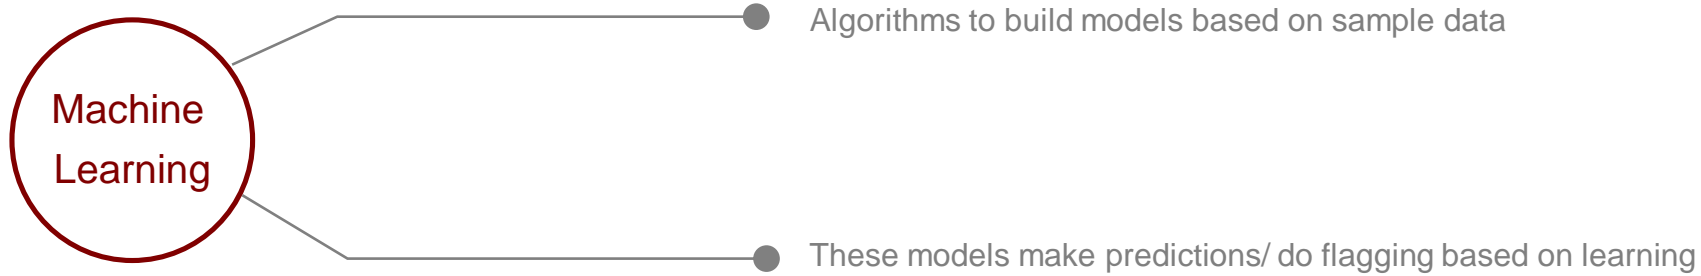 Algorithms to build models based on sample data
Machine
Learning
These models make predictions/ do flagging based on learning